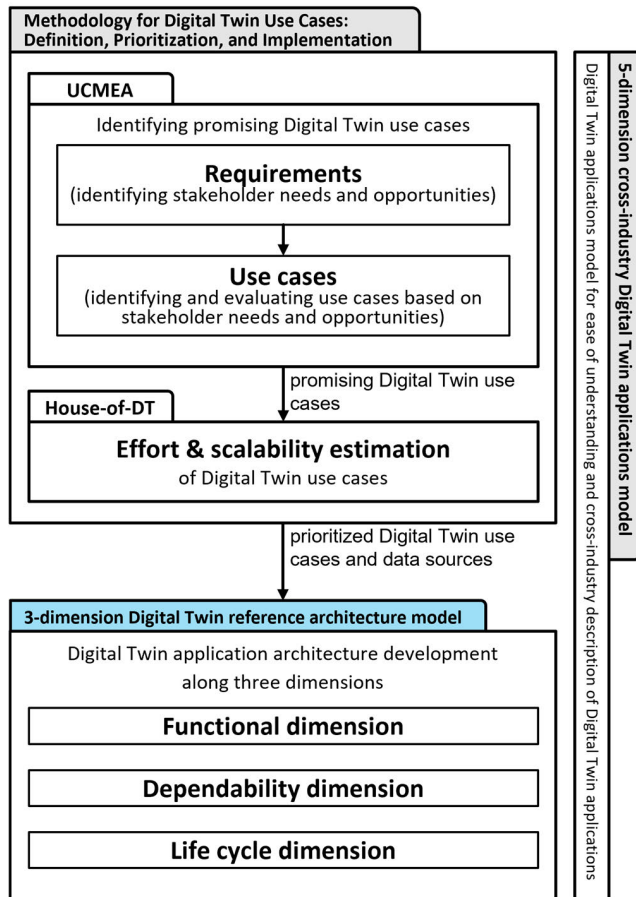 Methodology for Digital Twin Use Cases:
Definition, Prioritization, and Implementation
UCMEA
Identifying promising Digital Twin use cases
Requirements
(identifying stakeholder needs and opportunities)
Use cases
(identifying and evaluating use cases based on
stakeholder needs and opportunities)
promising Digital Twin use
cases
House-of-DT
Effort & scalability estimation
of Digital Twin use cases
prioritized Digital Twin use
cases and data sources
3-dimension Digital Twin reference architecture model
Digital Twin application architecture development
along three dimensions
Functional dimension
Dependability dimension
Life cycle dimension
5-dimension cross-industry Digital Twin applications model
Digital Twin applications model for ease of understanding and cross-industry description of Digital Twin applications